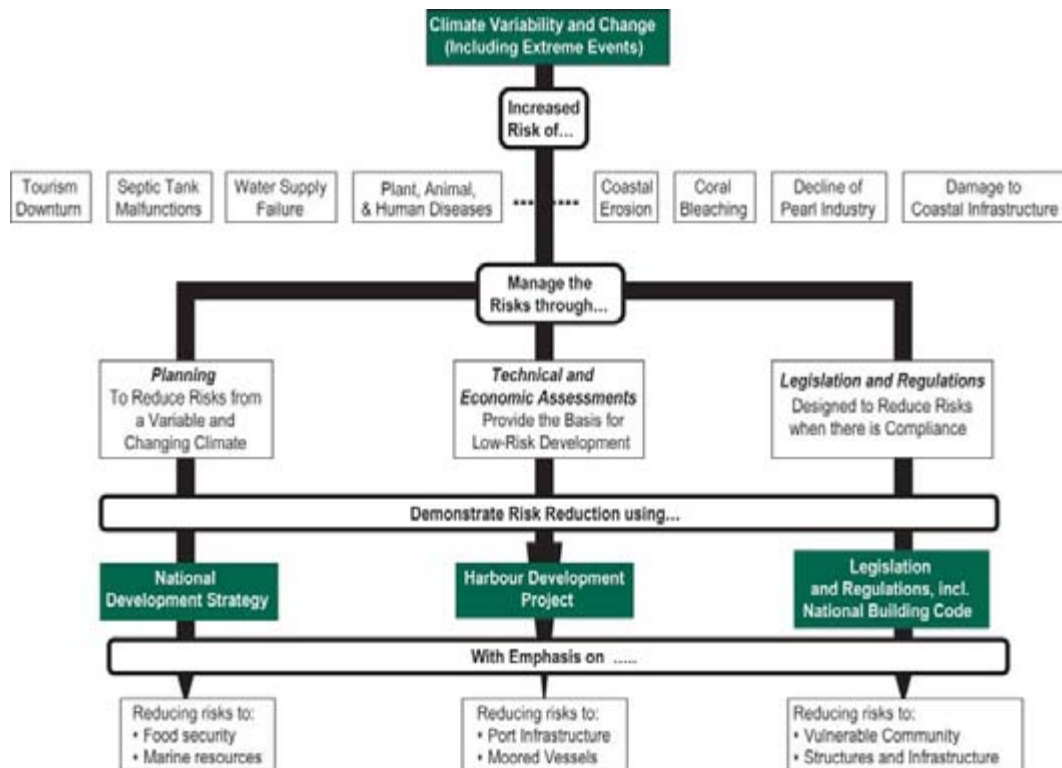 Climate Variability and Change
(Including Extreme Events)
Increased
Risk of...
Tourism
Downturn
Septic Tank
Malfunctions
Water Supply
Failure
Plant, Animal,
& Human Diseases
Coastal
Erosion
Coral
Bleaching
Decline of
Pearl Industry
Damage to
Coastal Infrastructure
Manage the
Risks through...
Planning
To Reduce Risks from
a Variable and
Changing Climate
Technical and
Economic Assessments
Provide the Basis for
Low-Risk Development
Legislation and Regulations
Designed to Reduce Risks
when there is Compliance
Demonstrate Risk Reduction using...
National
Development Strategy
Harbour Development
Project
Legislation
and Regulations, incl.
National Building Code
With Emphasis on .....
Reducing risks to:
• Food security
• Marine resources
Reducing risks to:
• Port Infrastructure
• Moored Vessels
Reducing risks to:
• Vulnerable Community
• Structures and Infrastructure